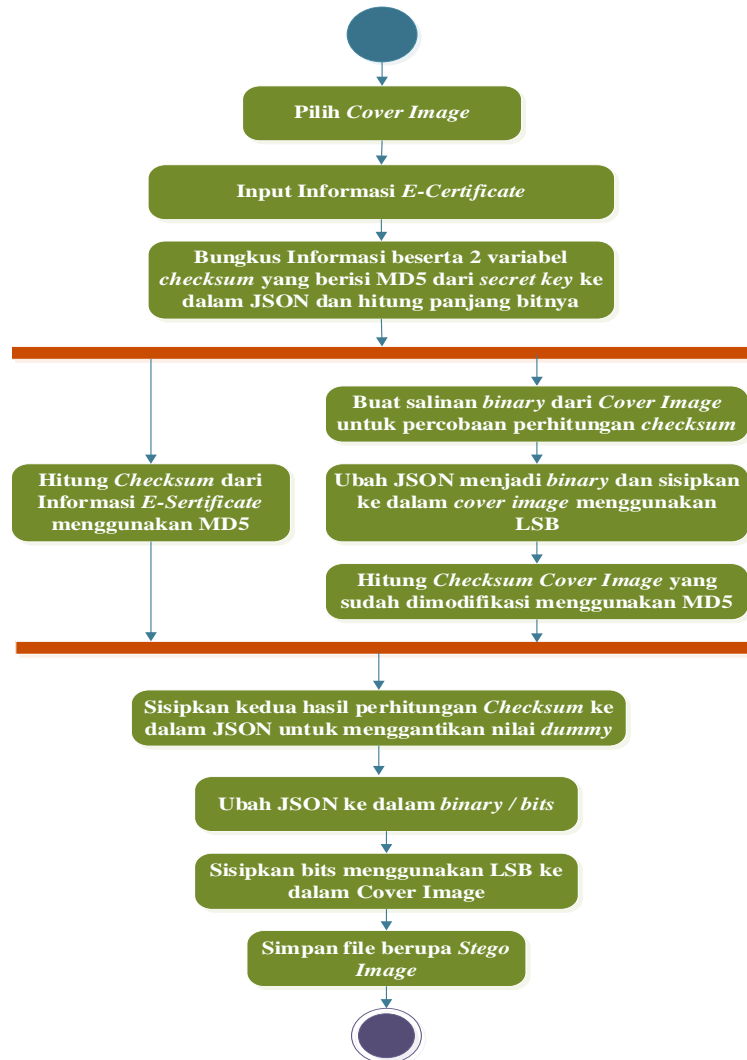 Pilih Cover Image
Input Informasi E-Certificate
Bungkus Informasi beserta 2 variabel
checksum yang berisi MD5 dari secret key ke
dalam JSON dan hitung panjang bitnya
Hitung Checksum dari
Informasi E-Sertificate
menggunakan MD5
Buat salinan binary dari Cover Image
untuk percobaan perhitungan checksum
Ubah JSON menjadi binary dan sisipkan
ke dalam cover image menggunakan
LSB
Hitung Checksum Cover Image yang
sudah dimodifikasi menggunakan MD5
Sisipkan kedua hasil perhitungan Checksum ke
dalam JSON untuk menggantikan nilai dummy
Ubah JSON ke dalam binary / bits
Sisipkan bits menggunakan LSB ke
dalam Cover Image
Simpan file berupa Stego
Image